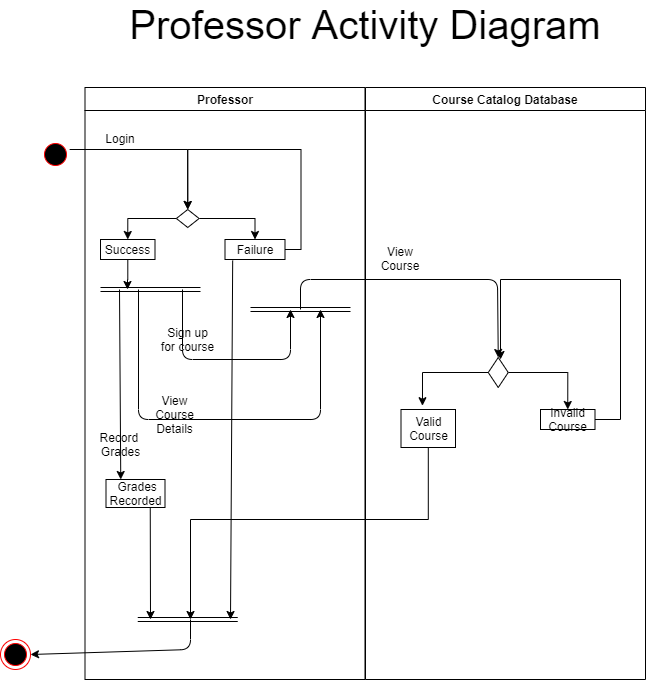 Professor Activity Diagram
Professor
Course Catalog Database
Login
Success
Failure
View
Course
Sign up
for course
View
Course
Details
Valid
Course
Invalid
Course
Record
Grades
Grades
Recorded